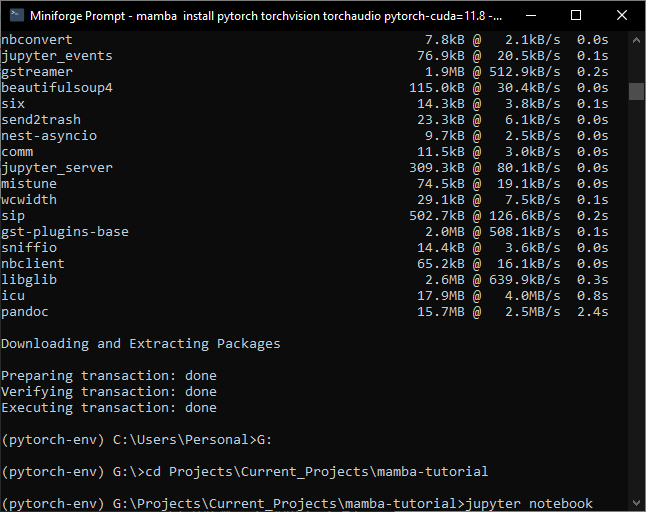 Miniforge Prompt - mamba  install pytorch torchvision torchaudio pytorch-cuda=11.8 -...
nbconvert 7.8kB @ 2.1kB/s 0.0s
jupyter_events 76.9kB @ 20.5kB/s 0.1s
gstreamer 1.9MB @ 512.9kB/s 0.2s
beautifulsoup4 115.0kB @ 30.4kB/s 0.0s
six 14.3kB @ 3.8kB/s 0.1s
send2trash 23.3kB @ 6.1kB/s 0.0s
nest-asyncio 9.7kB @ 2.5kB/s 0.0s
comm 11.5kB @ 3.0kB/s 0.0s
jupyter_server 309.3kB @ 80.1kB/s 0.0s
mistune 74.5kB @ 19.1kB/s 0.0s
wcwidth 29.1kB @ 7.5kB/s 0.1s
sip 502.7kB @ 126.6kB/s 0.2s
gst-plugins-base 2.0MB @ 508.1kB/s 0.1s
sniffio 14.4kB @ 3.6kB/s 0.0s
nbclient 65.2kB @ 16.1kB/s 0.0s
libglib 2.6MB @ 639.9kB/s 0.3s
icu 17.9MB @ 4.0MB/s 0.8s
pandoc 15.7MB @ 2.5MB/s 2.4s
Downloading and Extracting Packages
Preparing transaction: done
Verifying transaction: done
Executing transaction: done
(pytorch-env) C:\Users\Personal>G:
(pytorch-env) G:\>cd Projects\Current_Projects\mamba-tutorial
(pytorch-env) G:\Projects\Current_Projects\mamba-tutorial>jupyter notebook